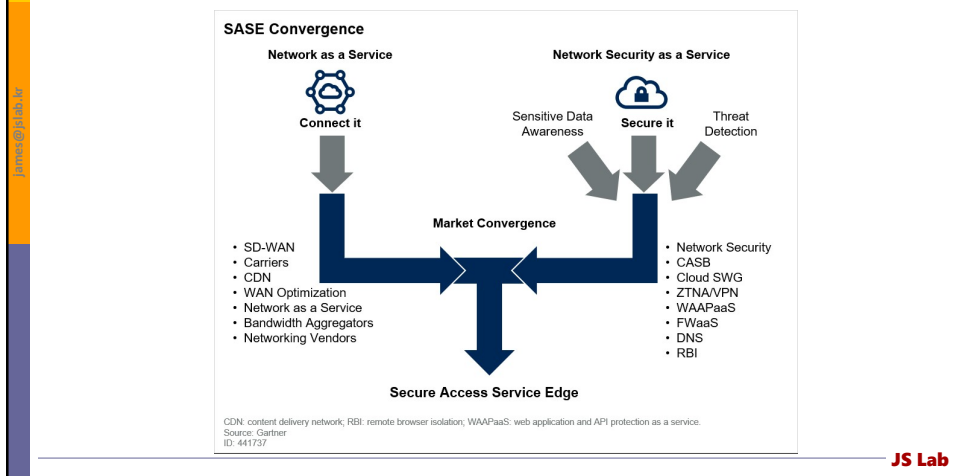 james@jslab.kr
SASE Convergence
Network as a Service
Connect it
Network Security as a Service
Sensitive Data
Awareness
Secure it
Threat
Detection
Market Convergence
• SD-WAN
• Carriers
• CDN
• WAN Optimization
• Network as a Service
• Bandwidth Aggregators
• Networking Vendors
• Network Security
• CASB
• Cloud SWG
• ZTNA/VPN
• WAAPaaS
• FWaaS
• DNS
• RBI
Secure Access Service Edge
CDN: content delivery network; RBI: remote browser isolation; WAAPaaS: web application and API protection as a service.
Source: Gartner
ID: 441737
JS Lab